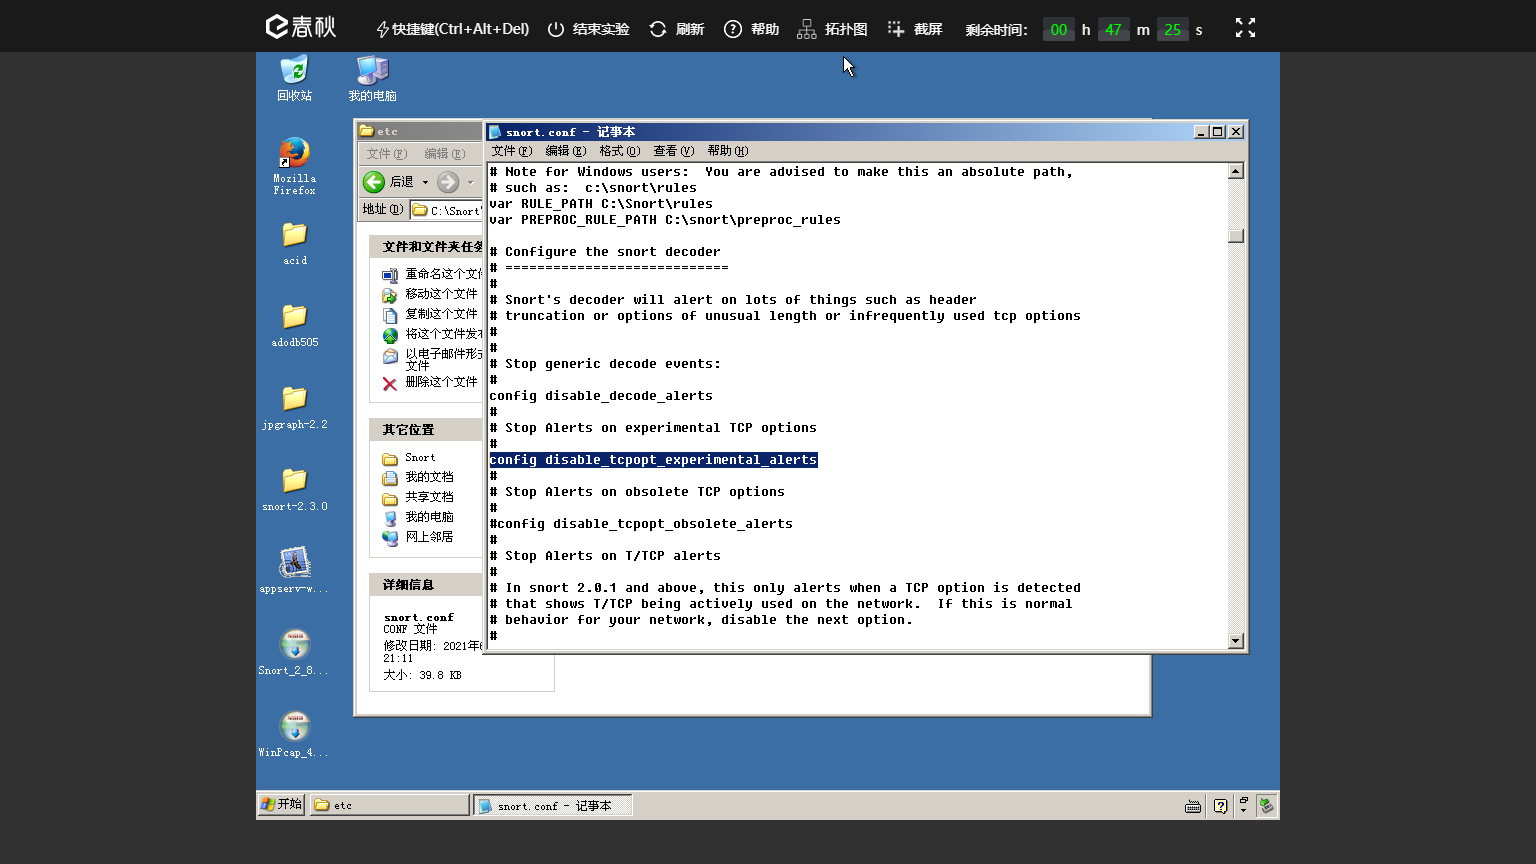 春秋 快捷键(Ctrl+Alt+Del) 结束实验 刷新 帮助 拓扑图 截屏 剩余时间: 00 h 47 m 25 s
回收站
我的电脑
Mozilla
Firefox
acid
adodb505
jpgraph-2.2
snort-2.3.0
appserv-w...
Snort_2_8...
WinPcap_4...
etc
文件(F) 编辑(E)
后退
地址(D) C:\Snort
文件和文件夹任务
重命名这个文件
移动这个文件
复制这个文件
将这个文件发布
以电子邮件形式
文件
删除这个文件
其它位置
Snort
我的文档
共享文档
我的电脑
网上邻居
详细信息
snort.conf
CONF 文件
修改日期: 2021年
21:11
大小: 39.8 KB
snort.conf - 记事本
文件(F) 编辑(E) 格式(O) 查看(V) 帮助(H)
# Note for Windows users:  You are advised to make this an absolute path,
# such as:  c:\snort\rules
var RULE_PATH C:\Snort\rules
var PREPROC_RULE_PATH C:\snort\preproc_rules
# Configure the snort decoder
# ============================
#
# Snort's decoder will alert on lots of things such as header
# truncation or options of unusual length or infrequently used tcp options
#
#
# Stop generic decode events:
#
config disable_decode_alerts
#
# Stop Alerts on experimental TCP options
#
config disable_tcpopt_experimental_alerts
#
# Stop Alerts on obsolete TCP options
#
#config disable_tcpopt_obsolete_alerts
#
# Stop Alerts on T/TCP alerts
#
# In snort 2.0.1 and above, this only alerts when a TCP option is detected
# that shows T/TCP being actively used on the network.  If this is normal
# behavior for your network, disable the next option.
#
开始
etc
snort.conf - 记事本